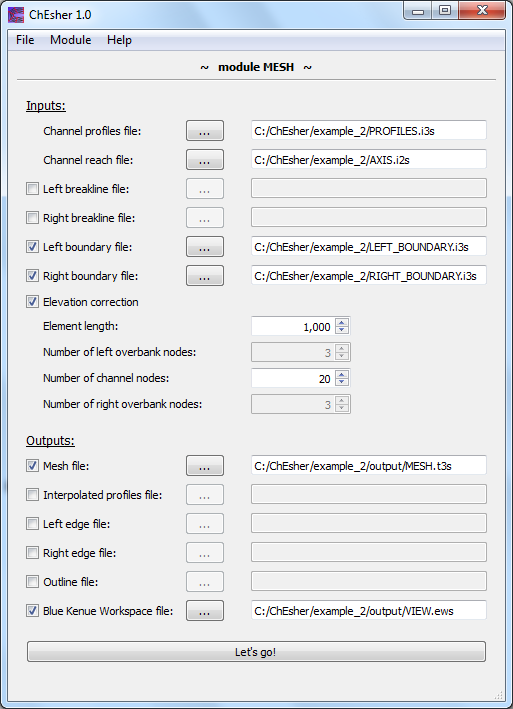 ChEsher 1.0
File Module Help
~ module MESH ~
Inputs:
Channel profiles file: ... C:/ChEsher/example_2/PROFILES.i3s
Channel reach file: ... C:/ChEsher/example_2/AXIS.i2s
Left breakline file: ...
Right breakline file: ...
Left boundary file: ... C:/ChEsher/example_2/LEFT_BOUNDARY.i3s
Right boundary file: ... C:/ChEsher/example_2/RIGHT_BOUNDARY.i3s
Elevation correction
Element length: 1,000
Number of left overbank nodes: 3
Number of channel nodes: 20
Number of right overbank nodes: 3
Outputs:
Mesh file: ... C:/ChEsher/example_2/output/MESH.t3s
Interpolated profiles file: ...
Left edge file: ...
Right edge file: ...
Outline file: ...
Blue Kenue Workspace file: ... C:/ChEsher/example_2/output/VIEW.ews
Let's go!